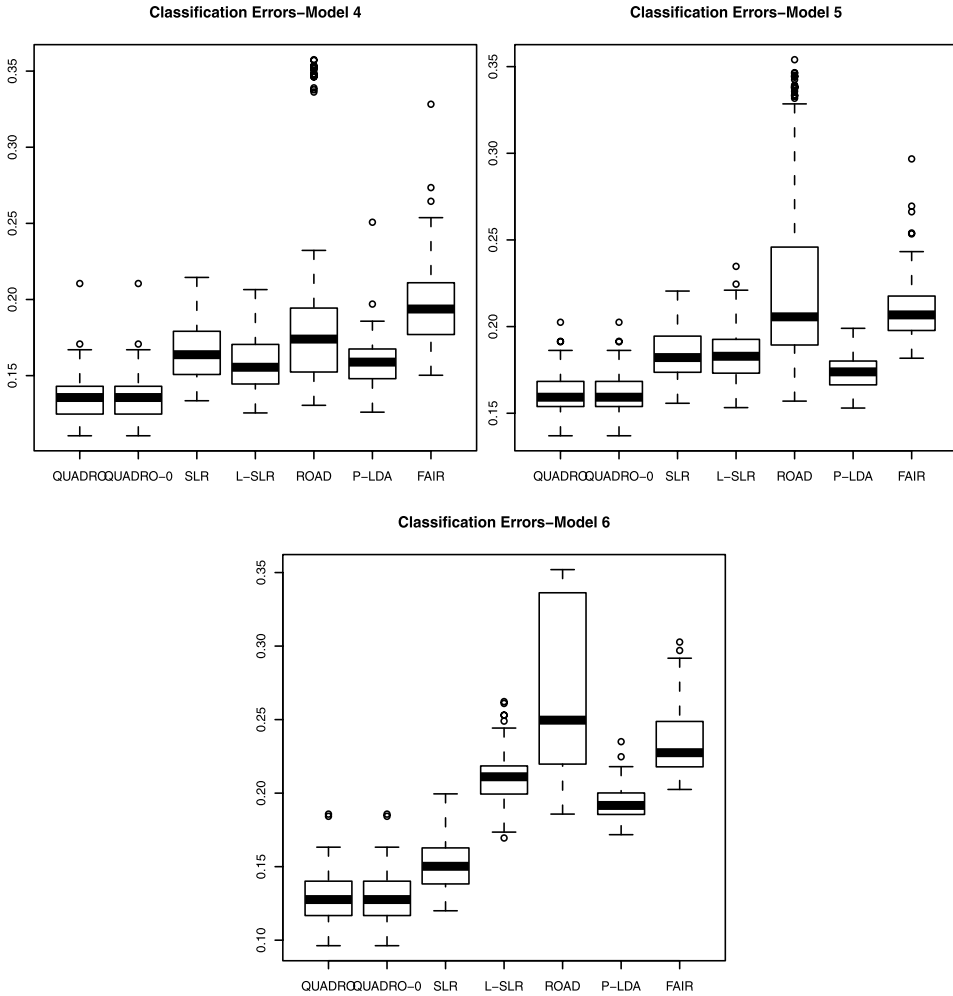 Classification Errors−Model 4
0.35
0.30
0.25
0.20
0.15
QUADRO QUADRO−0 SLR L−SLR ROAD P−LDA FAIR
Classification Errors−Model 5
0.35
0.30
0.25
0.20
0.15
QUADRO QUADRO−0 SLR L−SLR ROAD P−LDA FAIR
Classification Errors−Model 6
0.35
0.30
0.25
0.20
0.15
0.10
QUADRO QUADRO−0 SLR L−SLR ROAD P−LDA FAIR